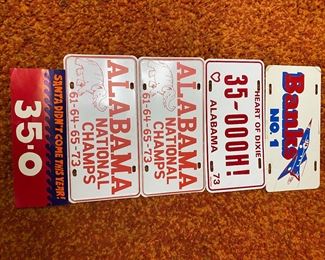 SANTA DIDN'T COME THIS YEAR!
35-0
ALABAMA
NATIONAL
CHAMPS
61-64-65-73
ALABAMA
NATIONAL
CHAMPS
61-64-65-73
HEART OF DIXIE
35-OOOH!
ALABAMA 73
Banks
NO. 1